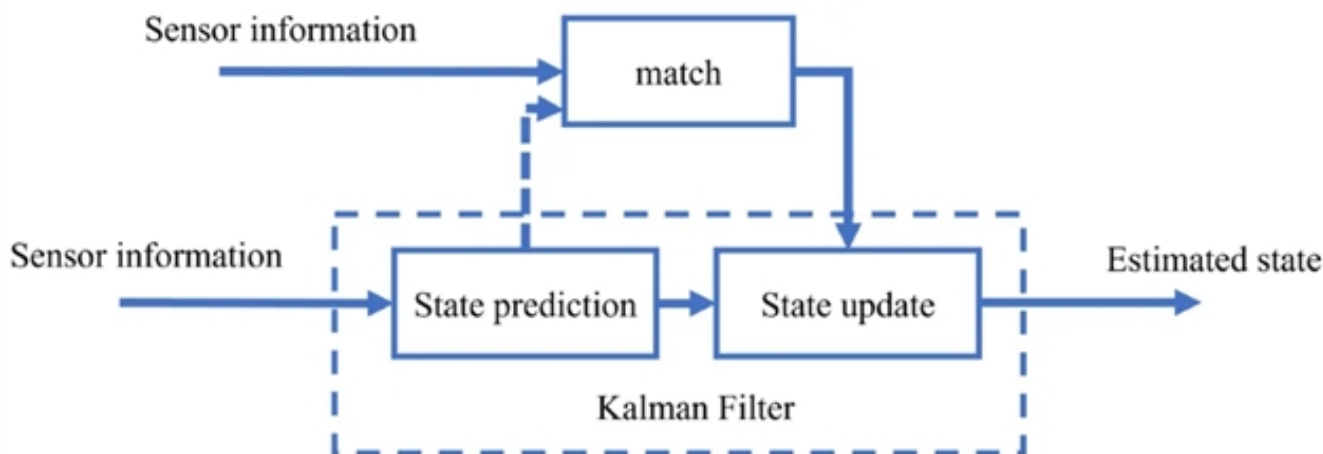 Sensor information
match
Sensor information
State prediction
State update
Estimated state
Kalman Filter